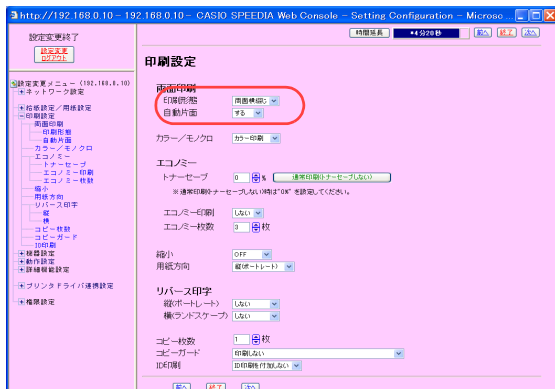 http://192.168.0.10 - 192.168.0.10 - CASIO SPEEDIA Web Console - Setting Configuration - Microso...
設定変更終了
設定変更
ログアウト
時間延長
*4分20秒
前へ
終了
次へ
設定変更メニュー (192.168.0.10)
ネットワーク設定
給紙設定／用紙設定
印刷設定
両面印刷
印刷形態
自動片面
カラー／モノクロ
エコノミー
トナーセーブ
エコノミー印刷
エコノミー枚数
縮小
用紙方向
リバース印字
縦
横
コピー枚数
コピーガード
ID印刷
機器設定
動作設定
詳細機能設定
プリンタドライバ連携設定
権限設定
印刷設定
両面印刷
印刷形態 両面横綴じ
自動片面 する
カラー／モノクロ カラー印刷
エコノミー
トナーセーブ 0 % 通常印刷(トナーセーブしない)
※通常印刷(トナーセーブしない)時は"0%"を設定してください。
エコノミー印刷 しない
エコノミー枚数 3 枚
縮小 OFF
用紙方向 縦(ポートレート)
リバース印字
縦(ポートレート) しない
横(ランドスケープ) しない
コピー枚数 1 枚
コピーガード 印刷しない
ID印刷 ID印刷を付加しない
前へ 終了 次へ